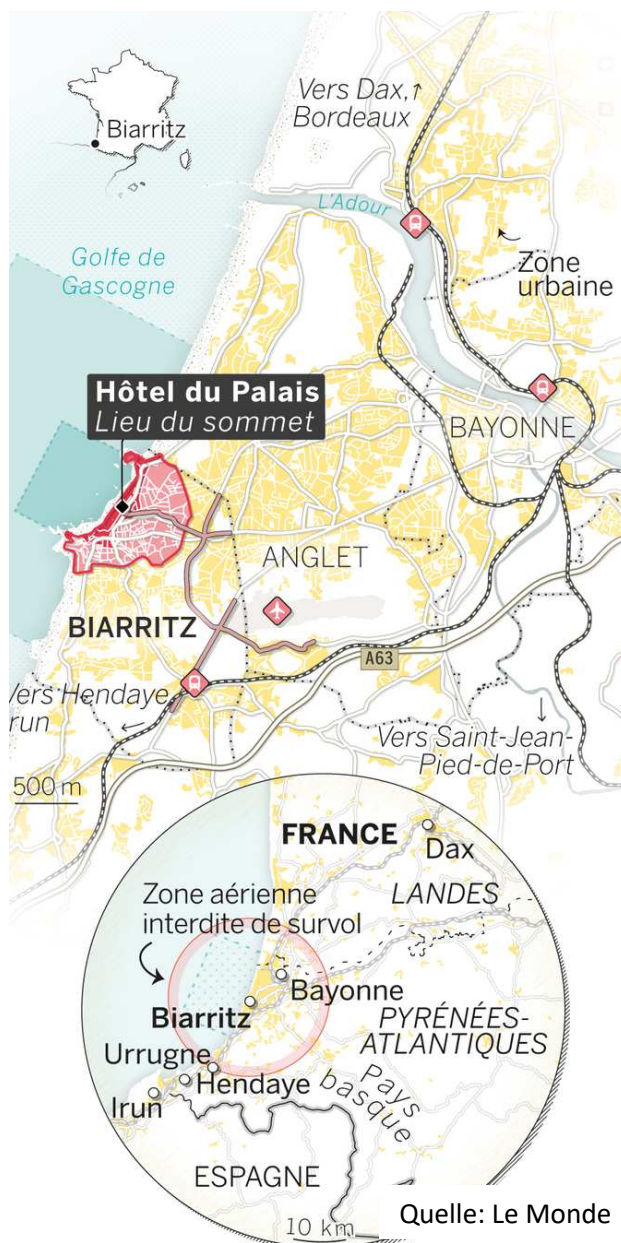 Biarritz
Vers Dax,↑
Bordeaux
L'Adour
Golfe de
Gascogne
Zone
urbaine
Hôtel du Palais
Lieu du sommet
BAYONNE
ANGLET
BIARRITZ
A63
Vers Hendaye
Irun ←
Vers Saint-Jean-
Pied-de-Port
500 m
FRANCE
Dax
LANDES
Zone aérienne
interdite de survol
Bayonne
Biarritz
PYRÉNÉES-
ATLANTIQUES
Urrugne
Hendaye
Pays
basque
Irun
ESPAGNE
10 km
Quelle: Le Monde